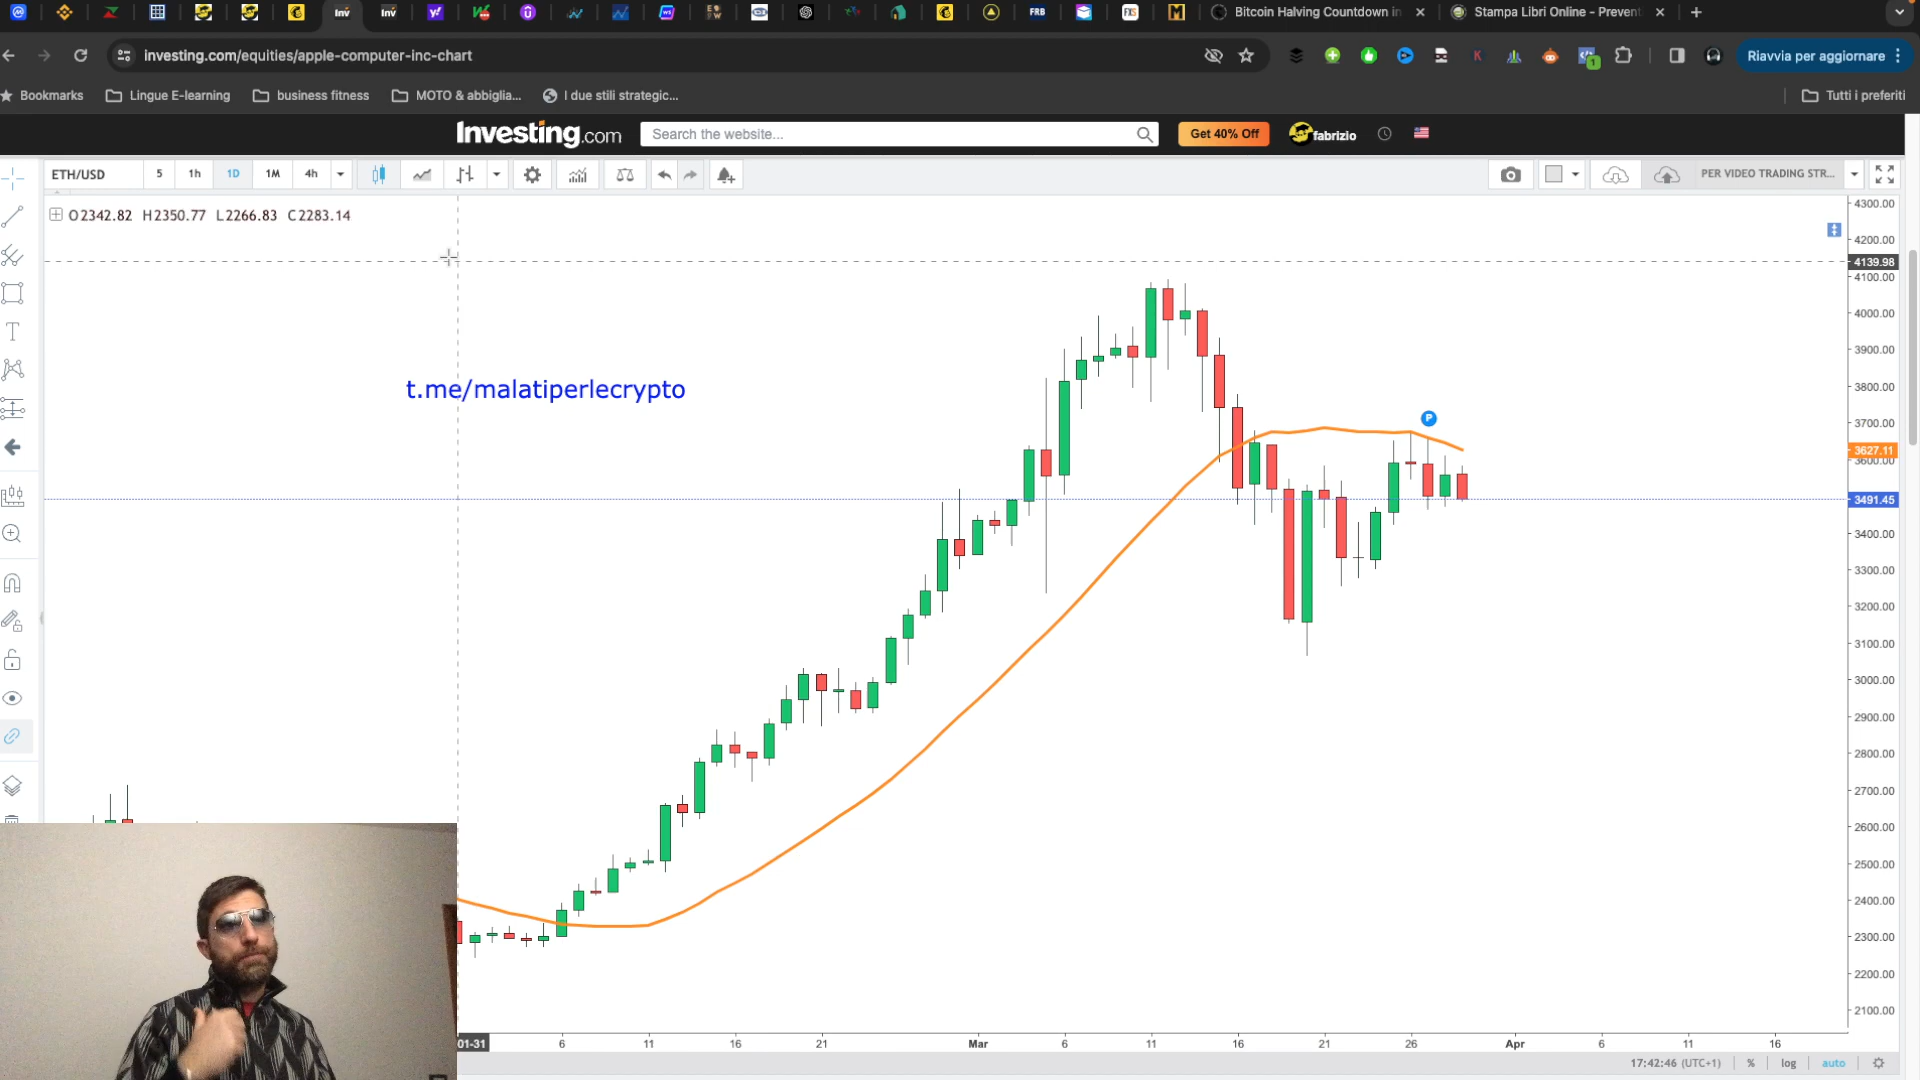 Bitcoin Halving Countdown in
Stampa Libri Online - Prevent
investing.com/equities/apple-computer-inc-chart
Riavvia per aggiornare
Bookmarks
Lingue E-learning
business fitness
MOTO & abbiglia...
I due stili strategic...
Tutti i preferiti
Investing.com
Search the website...
Get 40% Off
fabrizio
ETH/USD
5
1h
1D
1M
4h
PER VIDEO TRADING STR...
O2342.82 H2350.77 L2266.83 C2283.14
t.me/malatiperlecrypto
P
4300.00
4200.00
4139.98
4100.00
4000.00
3900.00
3800.00
3700.00
3627.11
3600.00
3491.45
3400.00
3300.00
3200.00
3100.00
3000.00
2900.00
2800.00
2700.00
2600.00
2500.00
2400.00
2300.00
2200.00
2100.00
01-31
6
11
16
21
Mar
6
11
16
21
26
Apr
6
11
16
17:42:46 (UTC+1)
%
log
auto